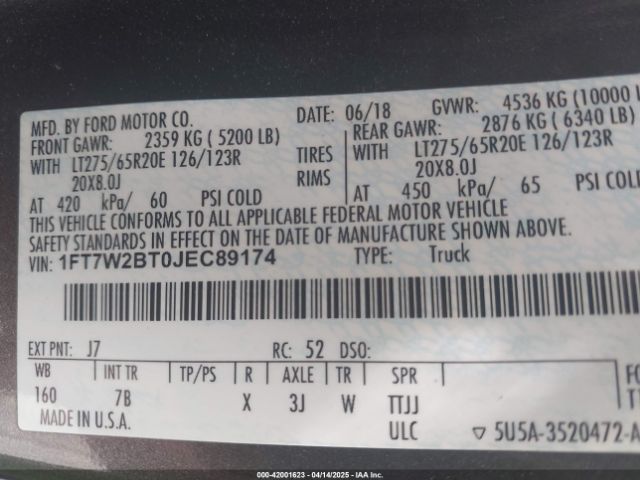 MFD. BY FORD MOTOR CO. DATE: 06/18 GVWR: 4536 KG (10000
FRONT GAWR: 2359 KG ( 5200 LB) REAR GAWR: 2876 KG ( 6340 LB)
WITH LT275/65R20E 126/123R TIRES WITH LT275/65R20E 126/123R
20X8.0J RIMS 20X8.0J
AT 420 kPa/ 60 PSI COLD AT 450 kPa/ 65 PSI COLD
THIS VEHICLE CONFORMS TO ALL APPLICABLE FEDERAL MOTOR VEHICLE
SAFETY STANDARDS IN EFFECT ON THE DATE OF MANUFACTURE SHOWN ABOVE.
VIN: 1FT7W2BT0JEC89174 TYPE: Truck
EXT PNT: J7 RC: 52 DSO:
WB INT TR TP/PS R AXLE TR SPR
160 7B X 3J W TTJJ
MADE IN U.S.A. ULC ▽ 5U5A-3520472-A
000-42001623 | 04/14/2025 - IAAI.COM